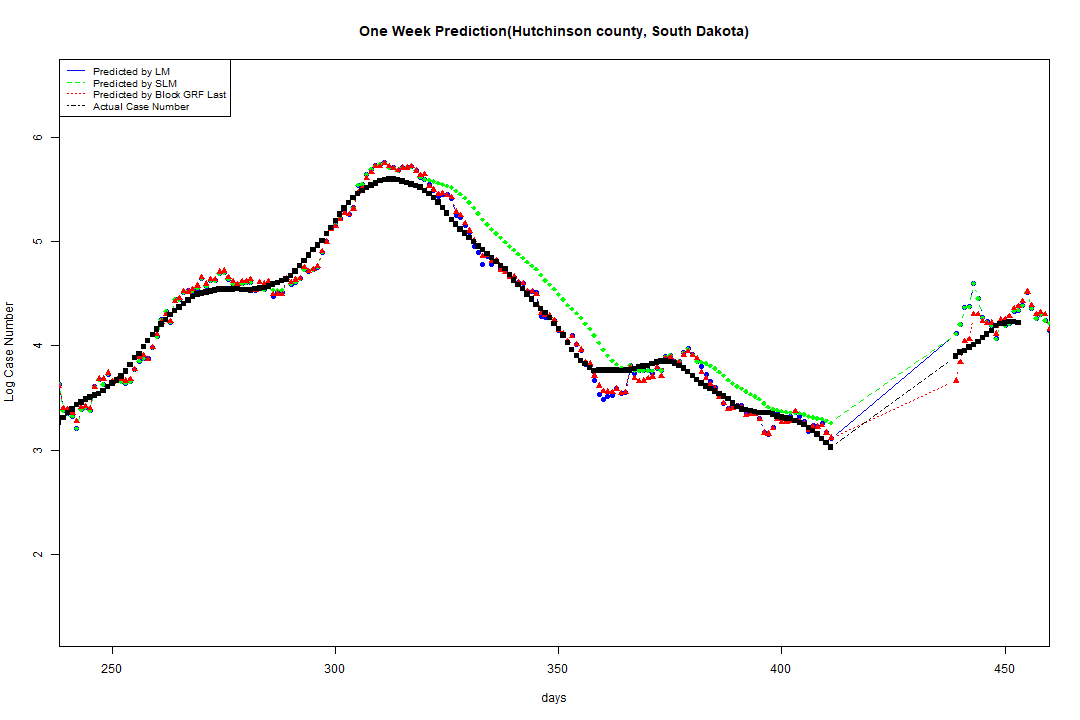 One Week Prediction(Hutchinson county, South Dakota)
Predicted by LM
Predicted by SLM
Predicted by Block GRF Last
Actual Case Number
6
5
4
3
2
Log Case Number
250
300
350
400
450
days